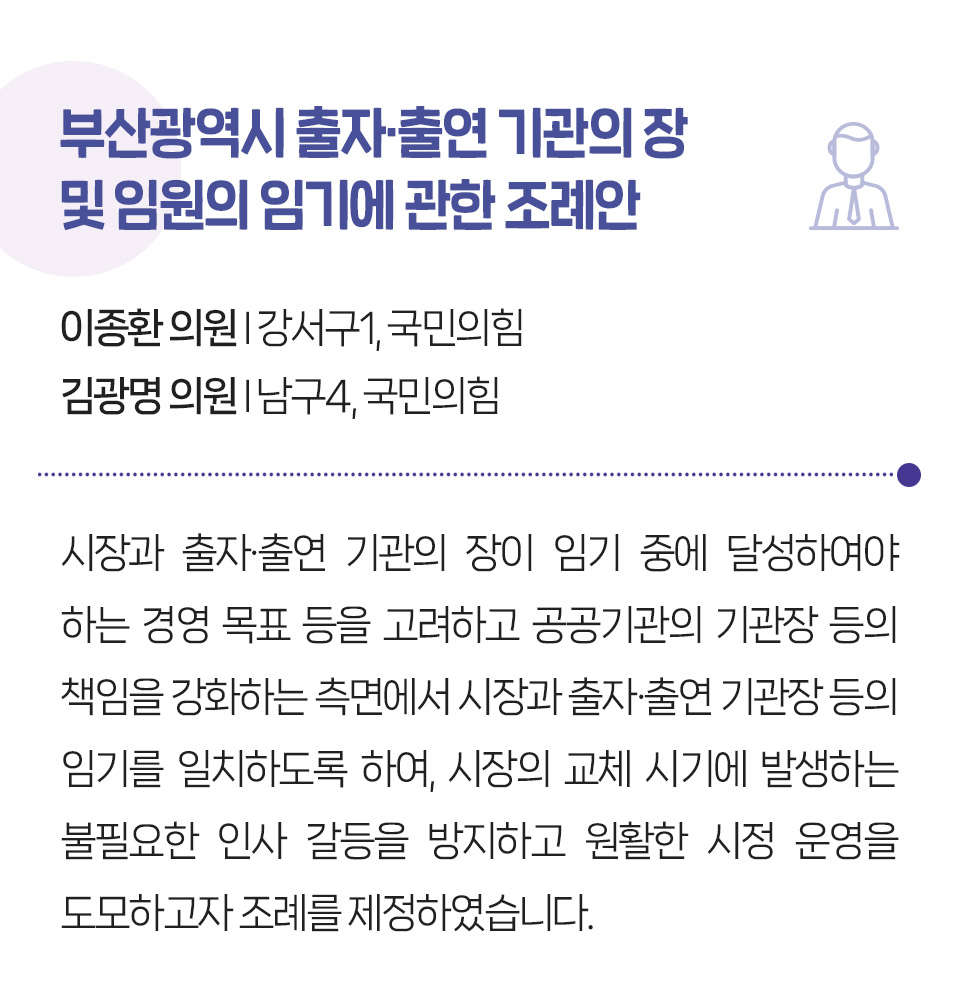 부산광역시 출자·출연 기관의 장
및 임원의 임기에 관한 조례안
이종환 의원 | 강서구1, 국민의힘
김광명 의원 | 남구4, 국민의힘
시장과 출자·출연 기관의 장이 임기 중에 달성하여야
하는 경영 목표 등을 고려하고 공공기관의 기관장 등의
책임을 강화하는 측면에서 시장과 출자·출연 기관장 등의
임기를 일치하도록 하여, 시장의 교체 시기에 발생하는
불필요한 인사 갈등을 방지하고 원활한 시정 운영을
도모하고자 조례를 제정하였습니다.